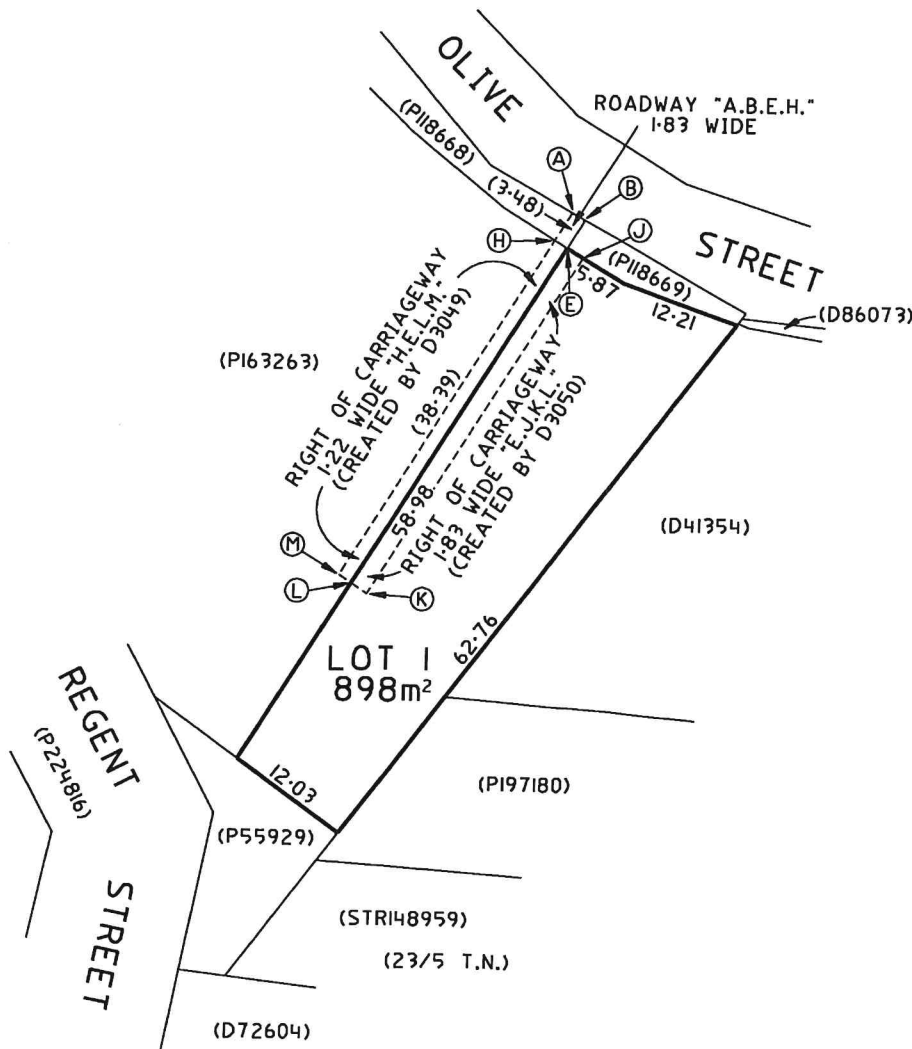 OLIVE
STREET
ROADWAY "A.B.E.H."
1·83 WIDE
(P118668)
(3·48)
A
B
H
J
E
(P118669)
5·87
12·21
(D86073)
(P163263)
RIGHT OF CARRIAGEWAY
1·22 WIDE "H.E.L.M."
(CREATED BY D3049)
(38·39)
58·98
RIGHT OF CARRIAGEWAY
1·83 WIDE "E.J.K.L."
(CREATED BY D3050)
(D41354)
M
L
K
62·76
LOT 1
898m²
REGENT
STREET
(P224816)
12·03
(P197180)
(P55929)
(STR148959)
(23/5 T.N.)
(D72604)